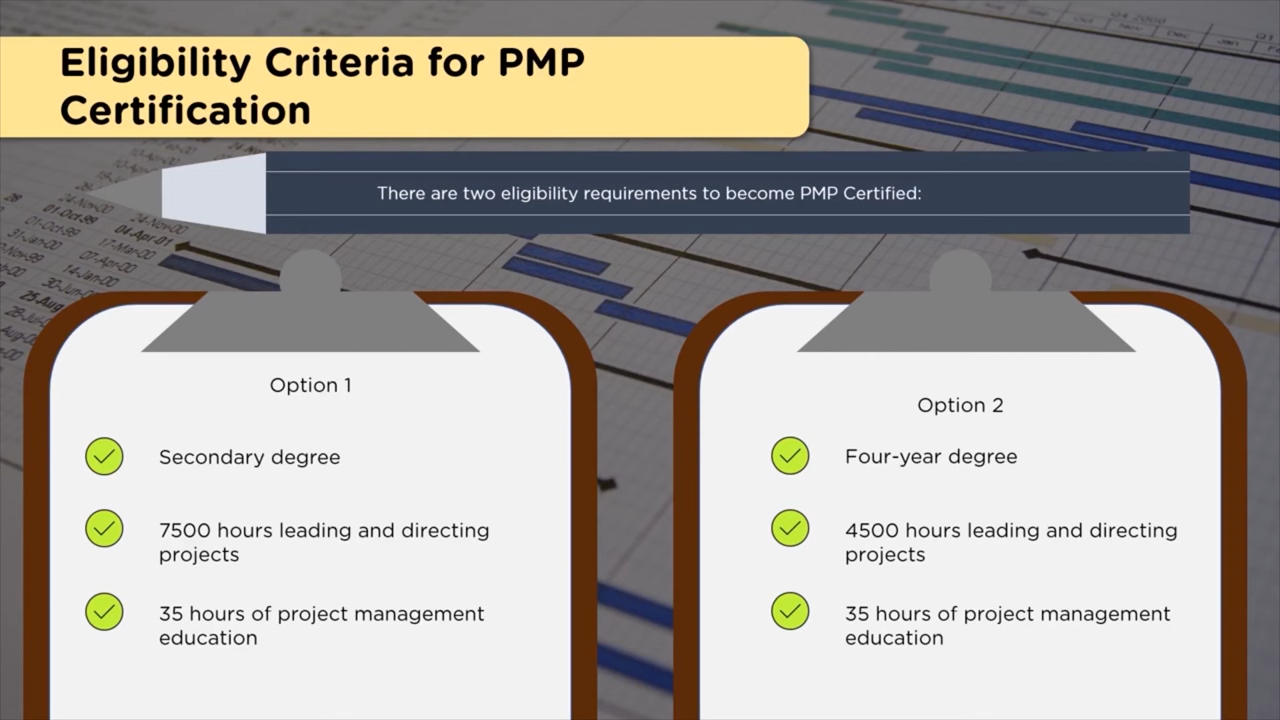 Eligibility Criteria for PMP
Certification
There are two eligibility requirements to become PMP Certified:
Option 1
Secondary degree
7500 hours leading and directing
projects
35 hours of project management
education
Option 2
Four-year degree
4500 hours leading and directing
projects
35 hours of project management
education